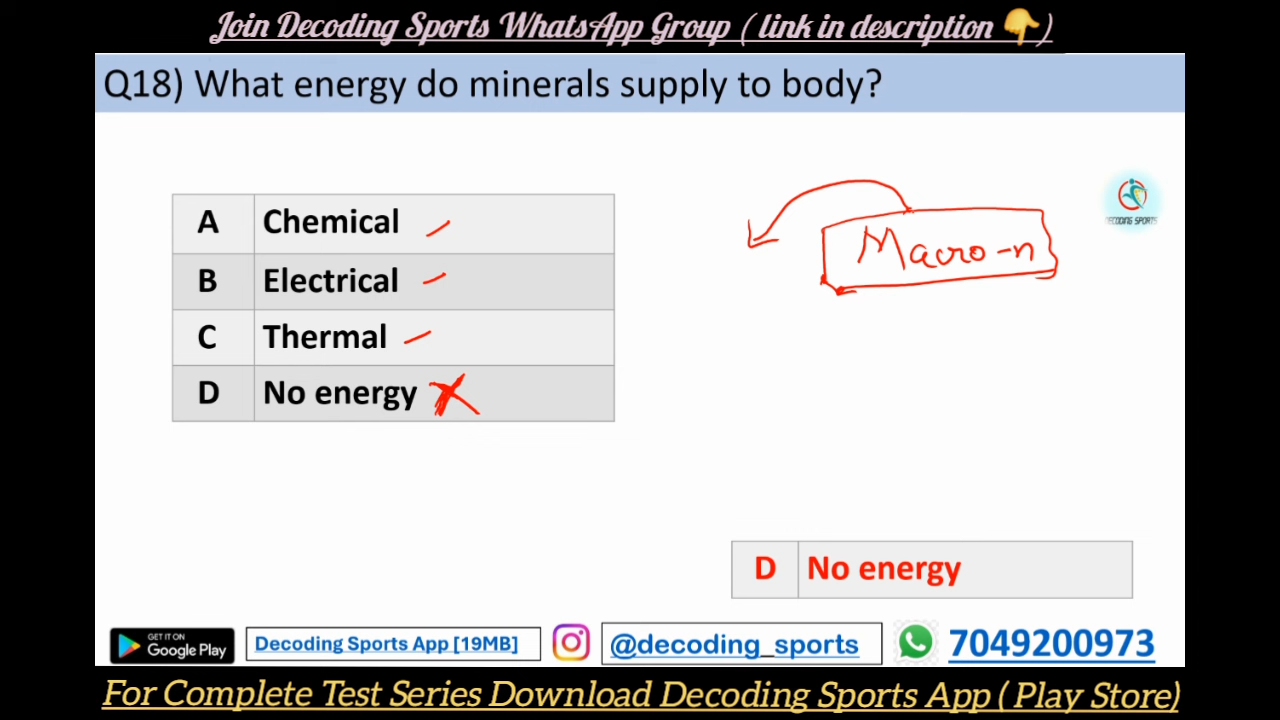 Join Decoding Sports WhatsApp Group ( link in description 👇)
Q18) What energy do minerals supply to body?
A Chemical
B Electrical
C Thermal
D No energy
Macro-n
DECODING SPORTS
D No energy
GET IT ON
Google Play
Decoding Sports App [19MB]
@decoding_sports
7049200973
For Complete Test Series Download Decoding Sports App ( Play Store)